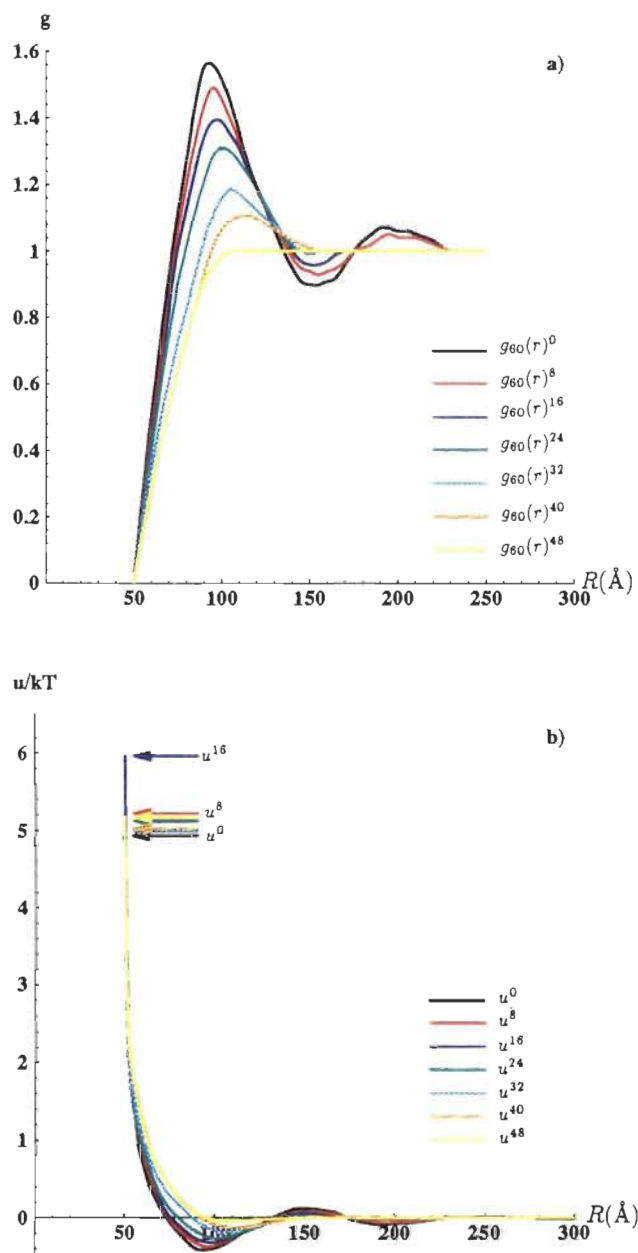 g
1.6
a)
1.4
1.2
1
0.8
0.6
0.4
0.2
0
g₆₀(r)⁰
g₆₀(r)⁸
g₆₀(r)¹⁶
g₆₀(r)²⁴
g₆₀(r)³²
g₆₀(r)⁴⁰
g₆₀(r)⁴⁸
50 100 150 200 250 300 R(Å)
u/kT
b)
6
5
4
3
2
1
0
u¹⁶
u⁸
u⁰
u⁰
u⁸
u¹⁶
u²⁴
u³²
u⁴⁰
u⁴⁸
50 100 150 200 250 300 R(Å)